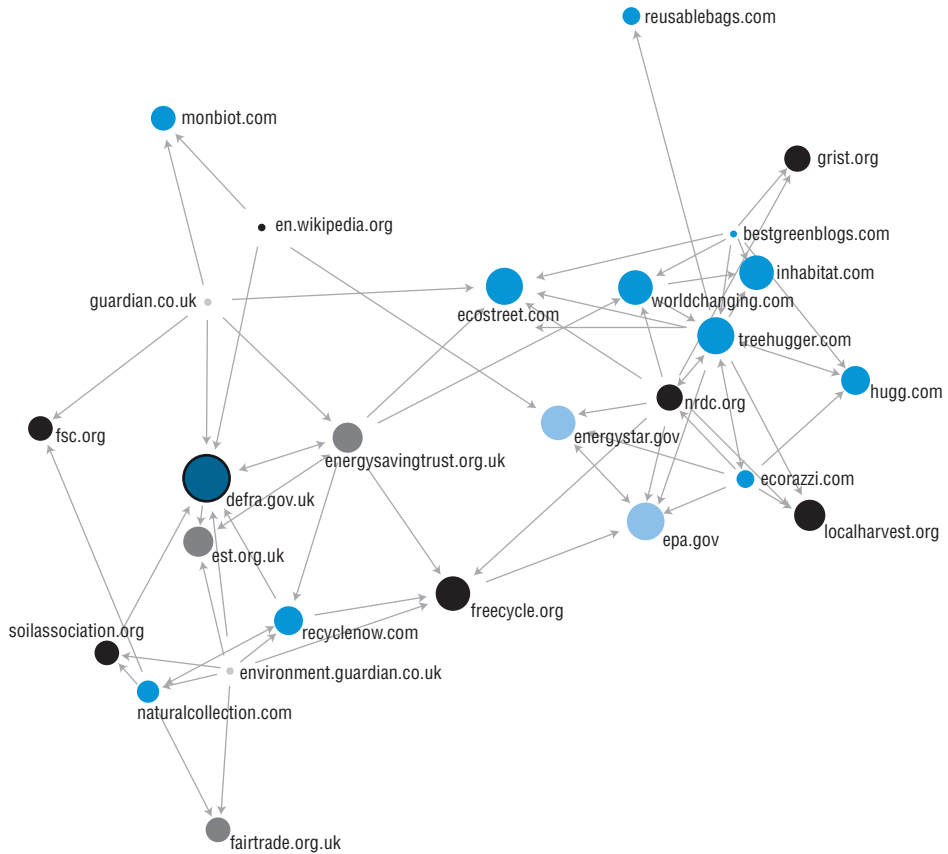 reusablebags.com
monbiot.com
grist.org
en.wikipedia.org
bestgreenblogs.com
inhabitat.com
guardian.co.uk
worldchanging.com
ecostreet.com
treehugger.com
hugg.com
nrdc.org
fsc.org
energystar.gov
energysavingtrust.org.uk
ecorazzi.com
defra.gov.uk
localharvest.org
epa.gov
est.org.uk
freecycle.org
soilassociation.org
recyclenow.com
environment.guardian.co.uk
naturalcollection.com
fairtrade.org.uk